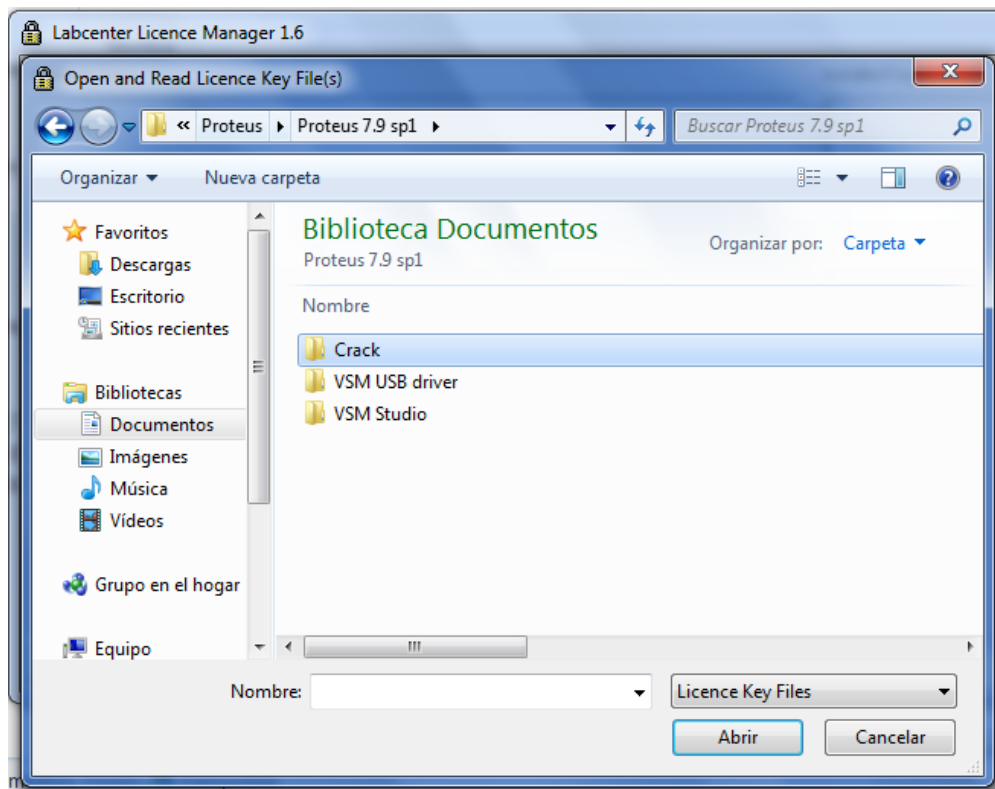 Labcenter Licence Manager 1.6
Open and Read Licence Key File(s)
« Proteus Proteus 7.9 sp1
Buscar Proteus 7.9 sp1
Organizar Nueva carpeta
Favoritos
Descargas
Escritorio
Sitios recientes
Bibliotecas
Documentos
Imágenes
Música
Vídeos
Grupo en el hogar
Equipo
Biblioteca Documentos
Proteus 7.9 sp1
Organizar por: Carpeta
Nombre
Crack
VSM USB driver
VSM Studio
Nombre:
Licence Key Files
Abrir Cancelar